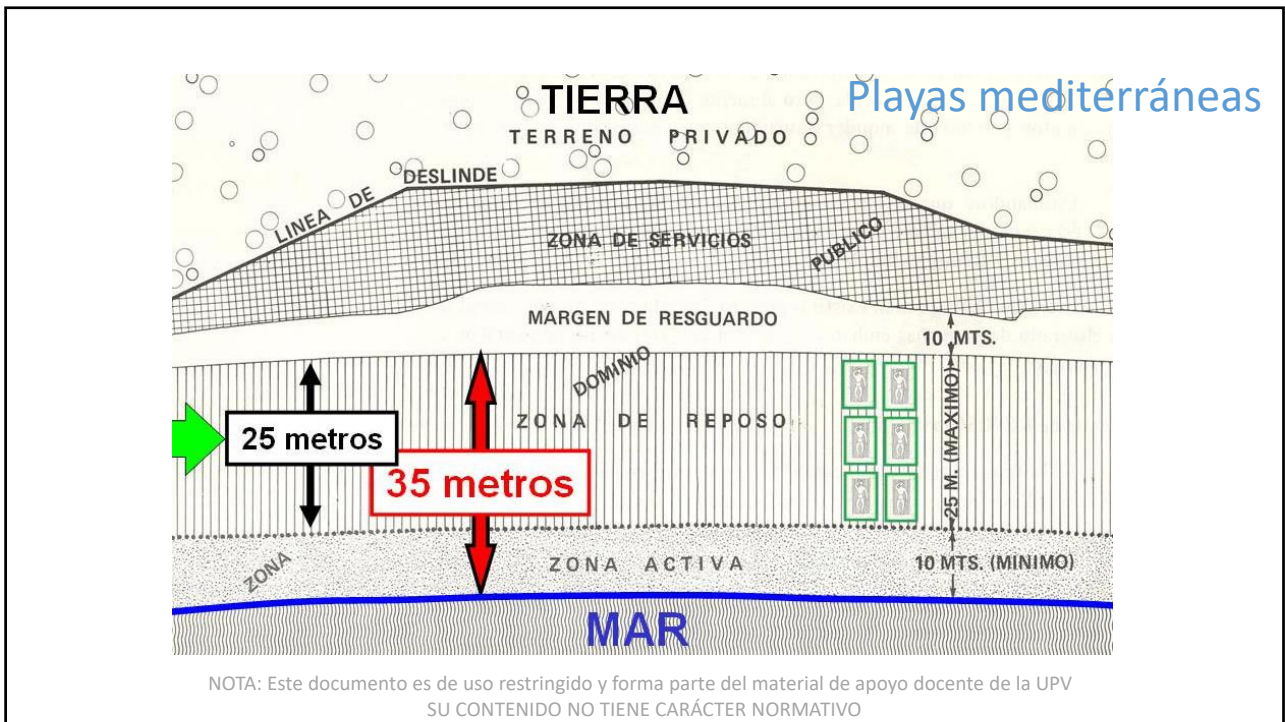 Playas mediterráneas
TIERRA
TERRENO PRIVADO
LINEA DE DESLINDE
ZONA DE SERVICIOS
PUBLICO
MARGEN DE RESGUARDO
10 MTS.
DOMINIO
ZONA DE REPOSO
25 metros
35 metros
25 M. (MAXIMO)
ZONA
ZONA ACTIVA
10 MTS. (MINIMO)
MAR
NOTA: Este documento es de uso restringido y forma parte del material de apoyo docente de la UPV
SU CONTENIDO NO TIENE CARÁCTER NORMATIVO